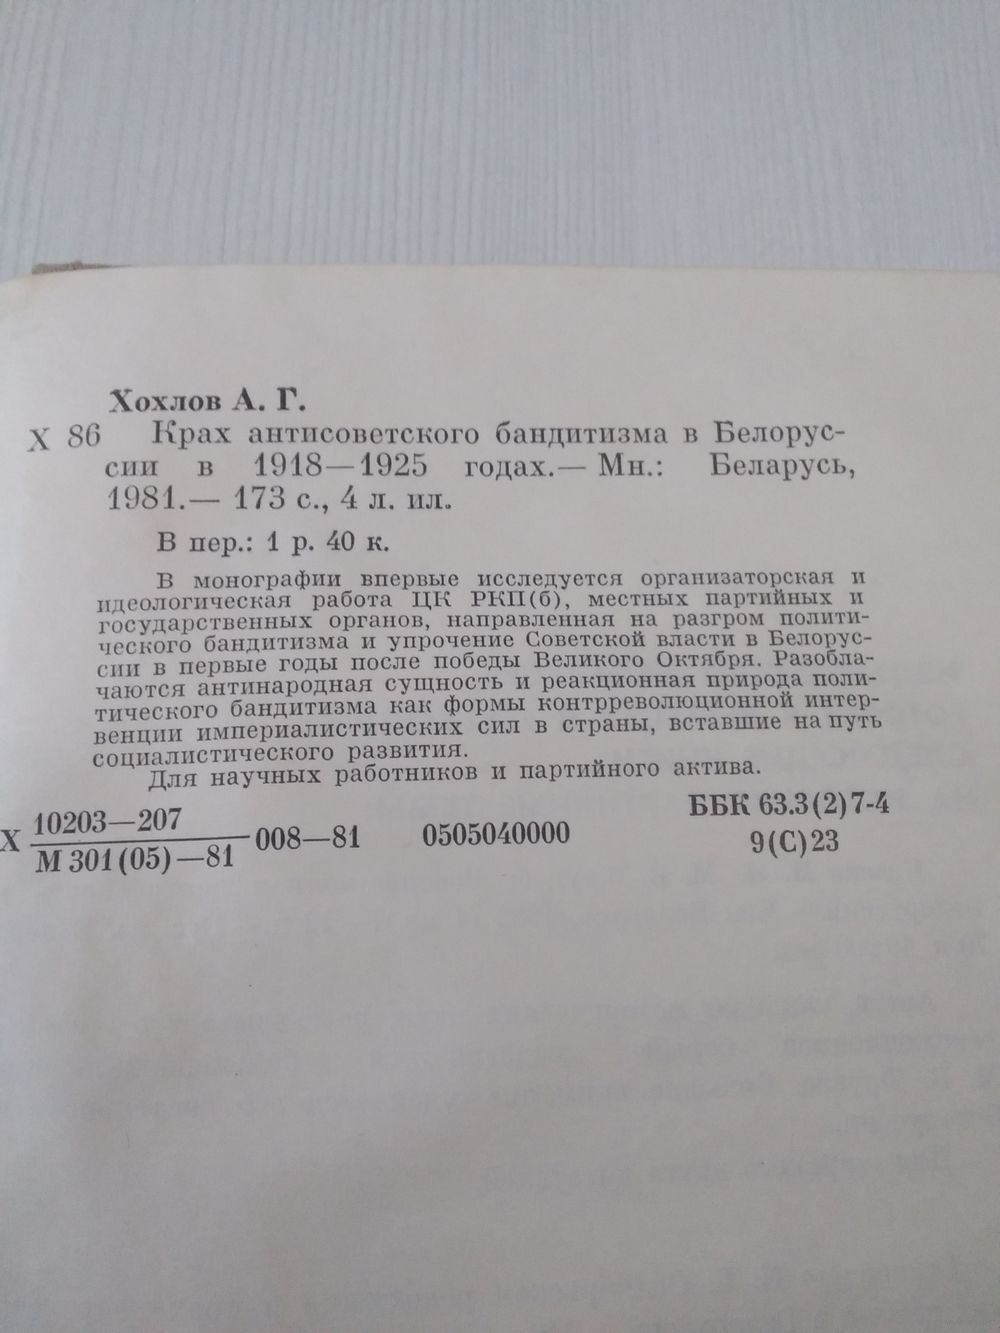 Хохлов А. Г.
Х 86 Крах антисоветского бандитизма в Белорус-
сии в 1918—1925 годах.— Мн.: Беларусь,
1981.— 173 с., 4 л. ил.
В пер.: 1 р. 40 к.
В монографии впервые исследуется организаторская и
идеологическая работа ЦК РКП(б), местных партийных и
государственных органов, направленная на разгром полити-
ческого бандитизма и упрочение Советской власти в Белорус-
сии в первые годы после победы Великого Октября. Разобла-
чаются антинародная сущность и реакционная природа поли-
тического бандитизма как формы контрреволюционной интер-
венции империалистических сил в страны, вставшие на путь
социалистического развития.
Для научных работников и партийного актива.
Х 10203—207
М 301(05)—81 008—81 0505040000
ББК 63.3(2)7-4
9(С)23